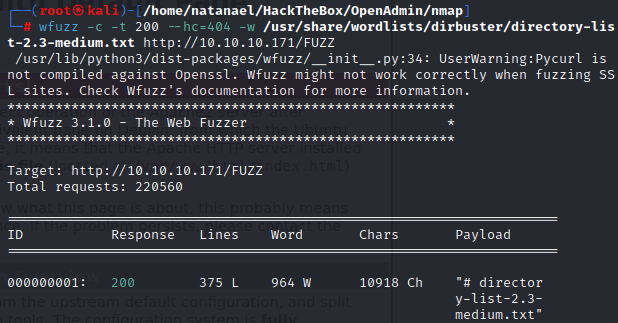 ┌──(root㉿kali)-[/home/natanael/HackTheBox/OpenAdmin/nmap]
└─# wfuzz -c -t 200 --hc=404 -w /usr/share/wordlists/dirbuster/directory-lis
t-2.3-medium.txt http://10.10.10.171/FUZZ
 /usr/lib/python3/dist-packages/wfuzz/__init__.py:34: UserWarning:Pycurl is
not compiled against Openssl. Wfuzz might not work correctly when fuzzing SS
L sites. Check Wfuzz's documentation for more information.
********************************************************
* Wfuzz 3.1.0 - The Web Fuzzer                         *
********************************************************
Target: http://10.10.10.171/FUZZ
Total requests: 220560
=====================================================================
ID           Response   Lines    Word       Chars       Payload
=====================================================================
000000001:   200        375 L    964 W      10918 Ch    "# director
y-list-2.3-
medium.txt"